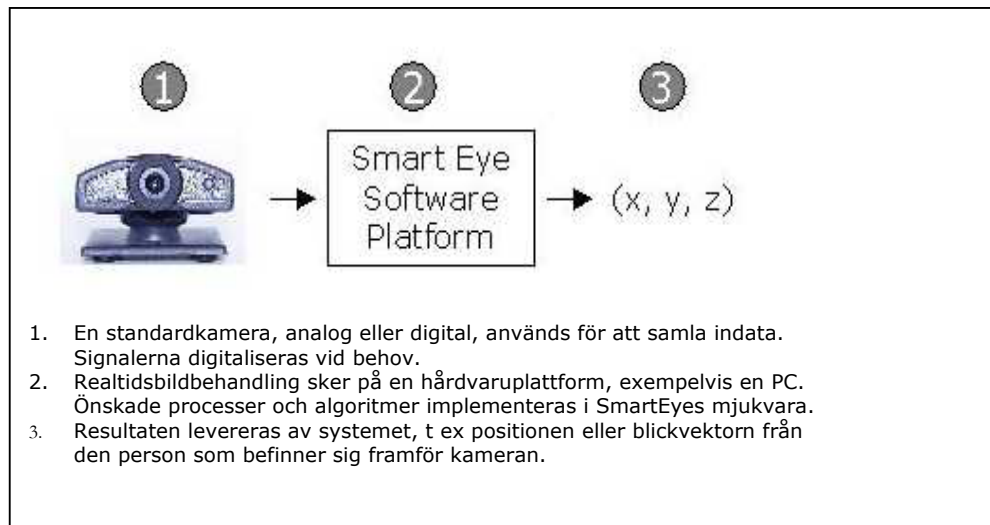 1 2 3
Smart Eye
Software
Platform
(x, y, z)
1. En standardkamera, analog eller digital, används för att samla indata.
Signalerna digitaliseras vid behov.
2. Realtidsbildbehandling sker på en hårdvaruplattform, exempelvis en PC.
Önskade processer och algoritmer implementeras i SmartEyes mjukvara.
3. Resultaten levereras av systemet, t ex positionen eller blickvektorn från
den person som befinner sig framför kameran.